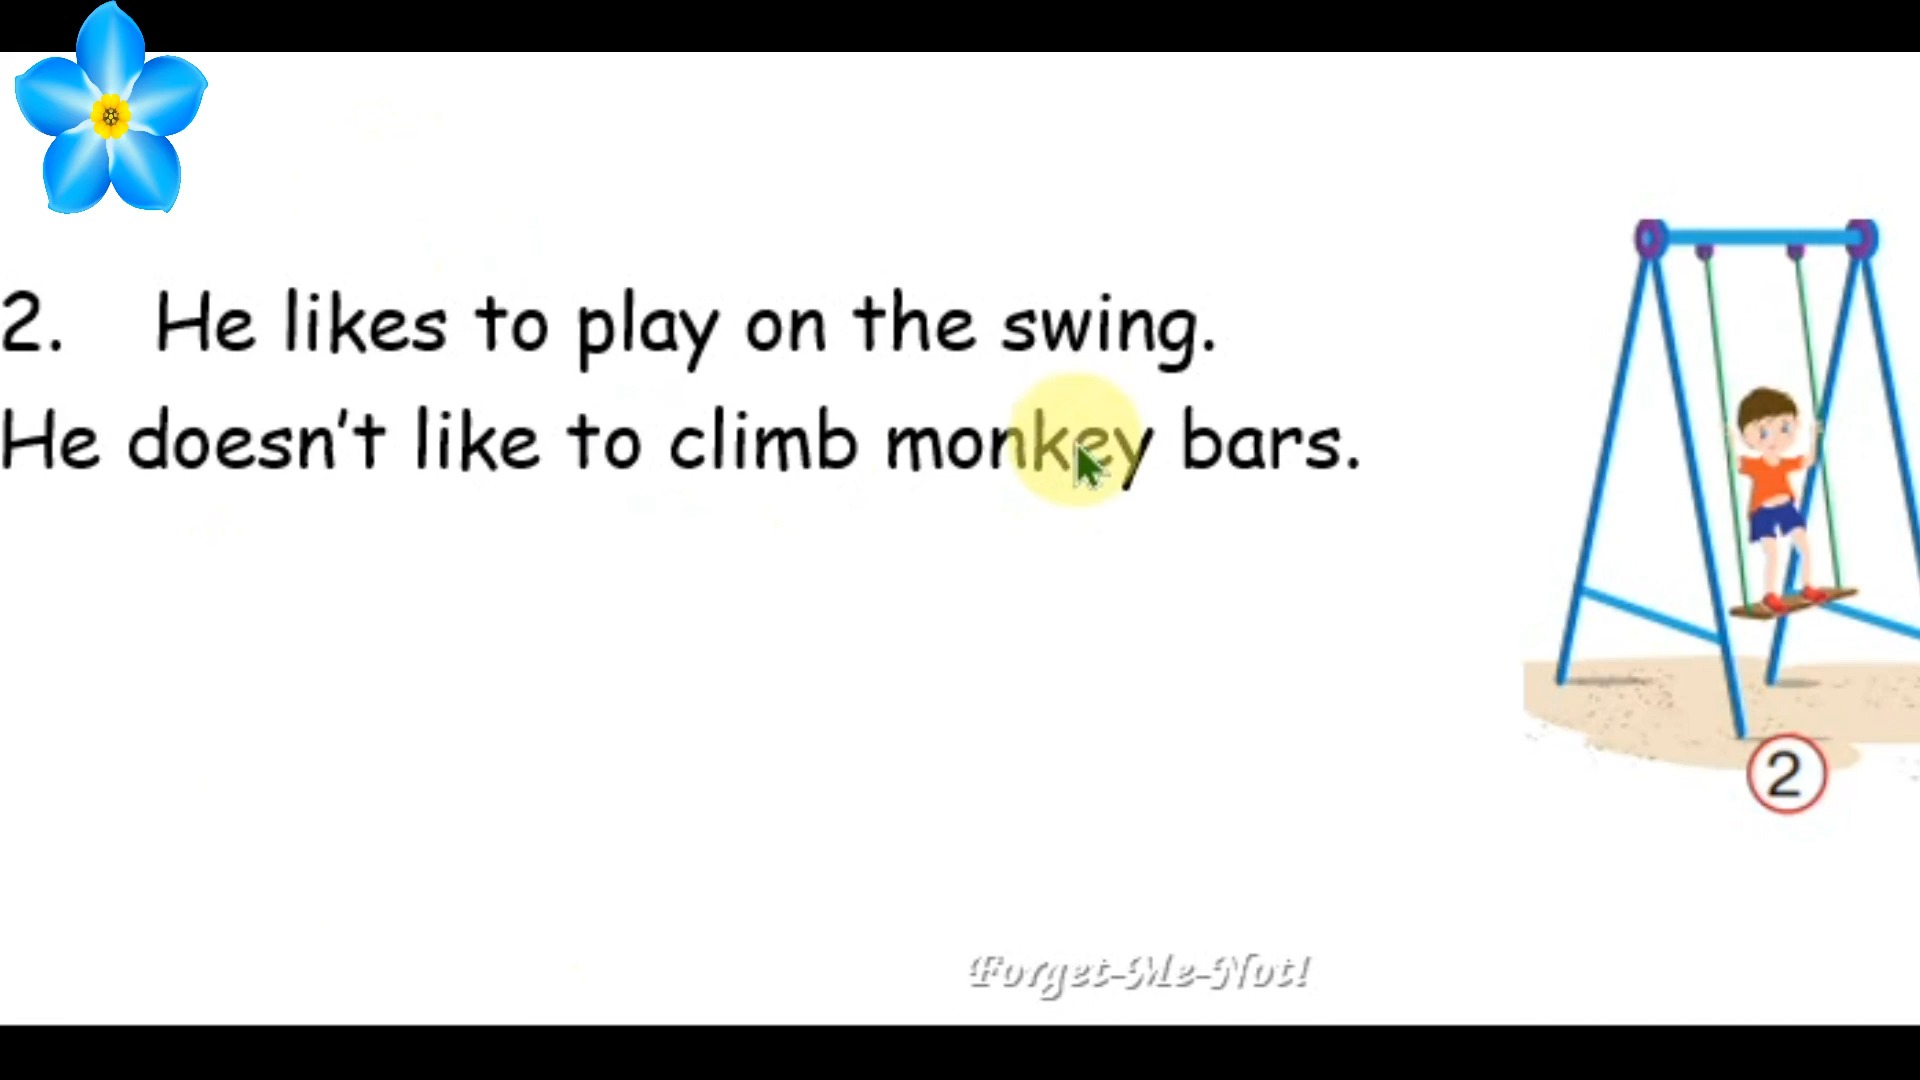 2. He likes to play on the swing.
He doesn't like to climb monkey bars.
2
Forget-Me-Not!